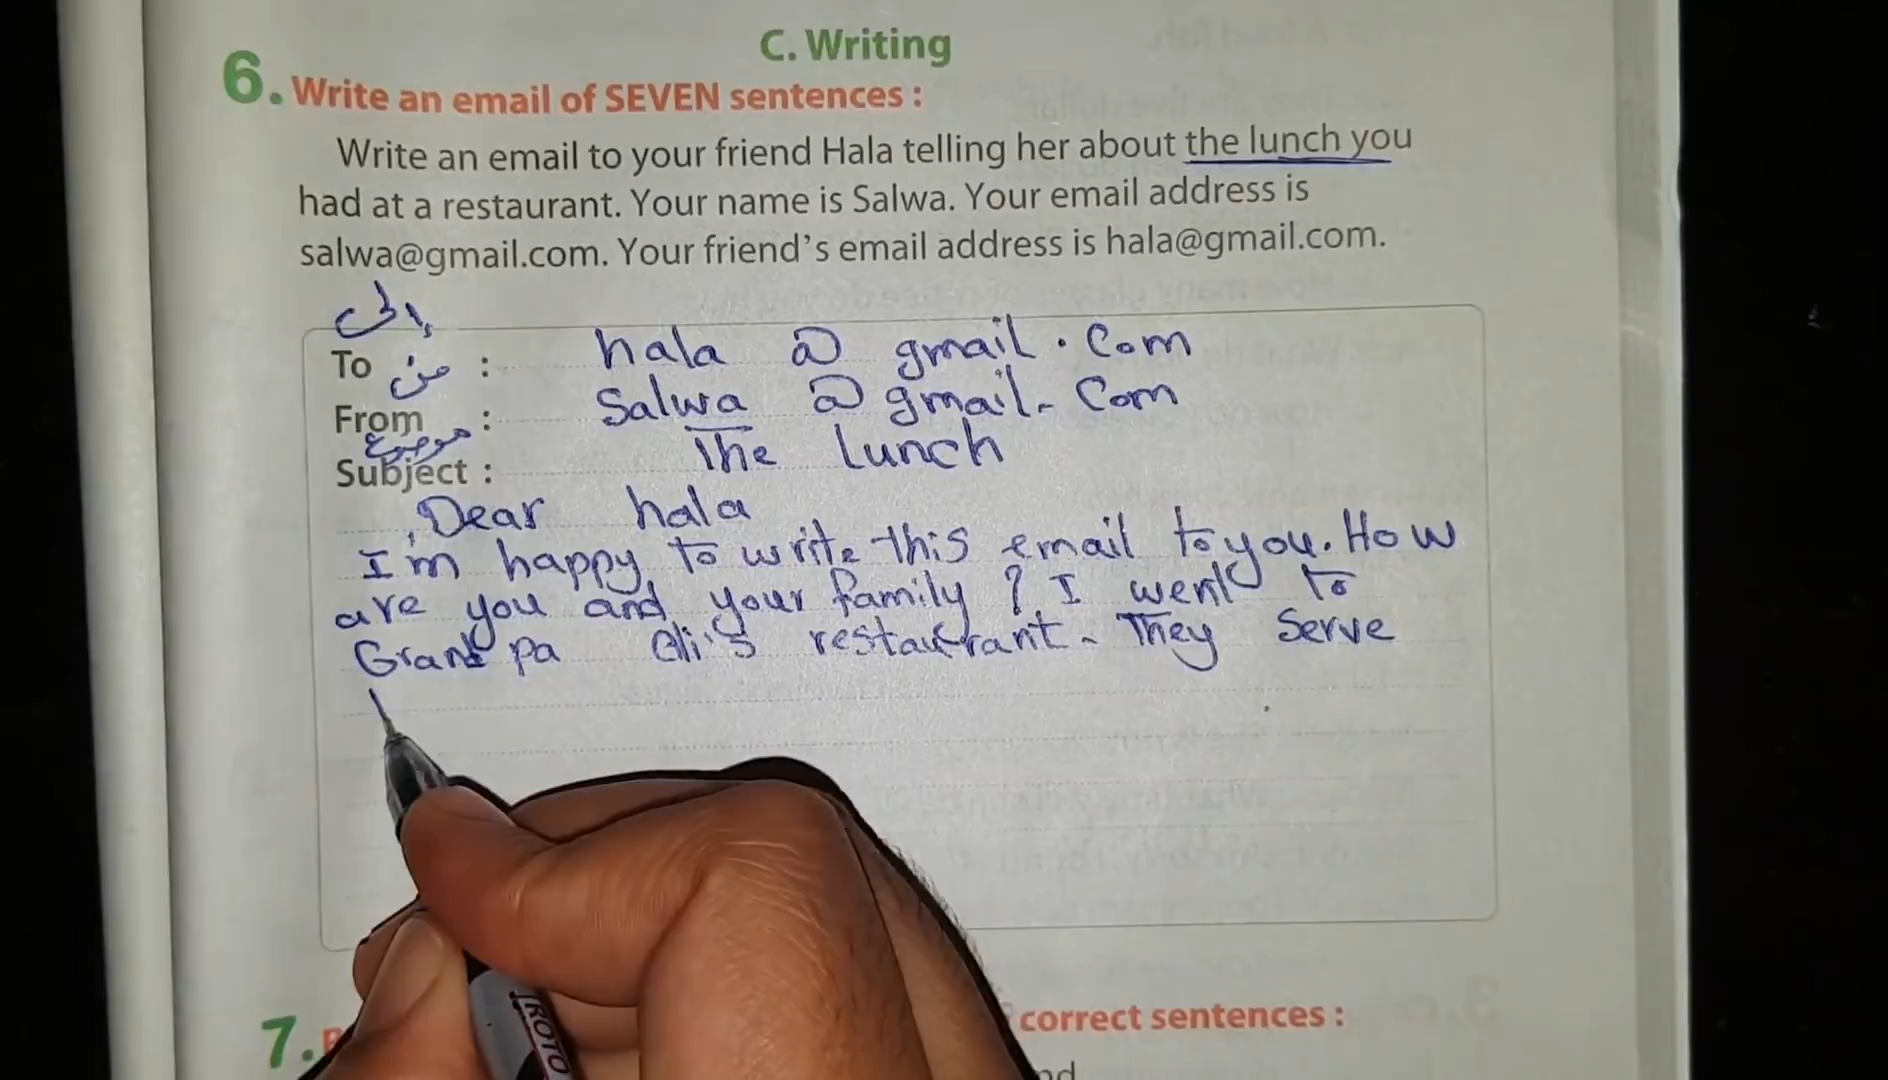 C. Writing
6. Write an email of SEVEN sentences :
Write an email to your friend Hala telling her about the lunch you
had at a restaurant. Your name is Salwa. Your email address is
salwa@gmail.com. Your friend's email address is hala@gmail.com.
إلى
To : hala @ gmail . Com
من
From : Salwa @ gmail - Com
موضوع
Subject : The Lunch
, Dear hala
I'm happy to write this email to you. How
are you and your family ? I went to
Grand pa Ali's restaurant - They Serve
7.
correct sentences :
ROTO